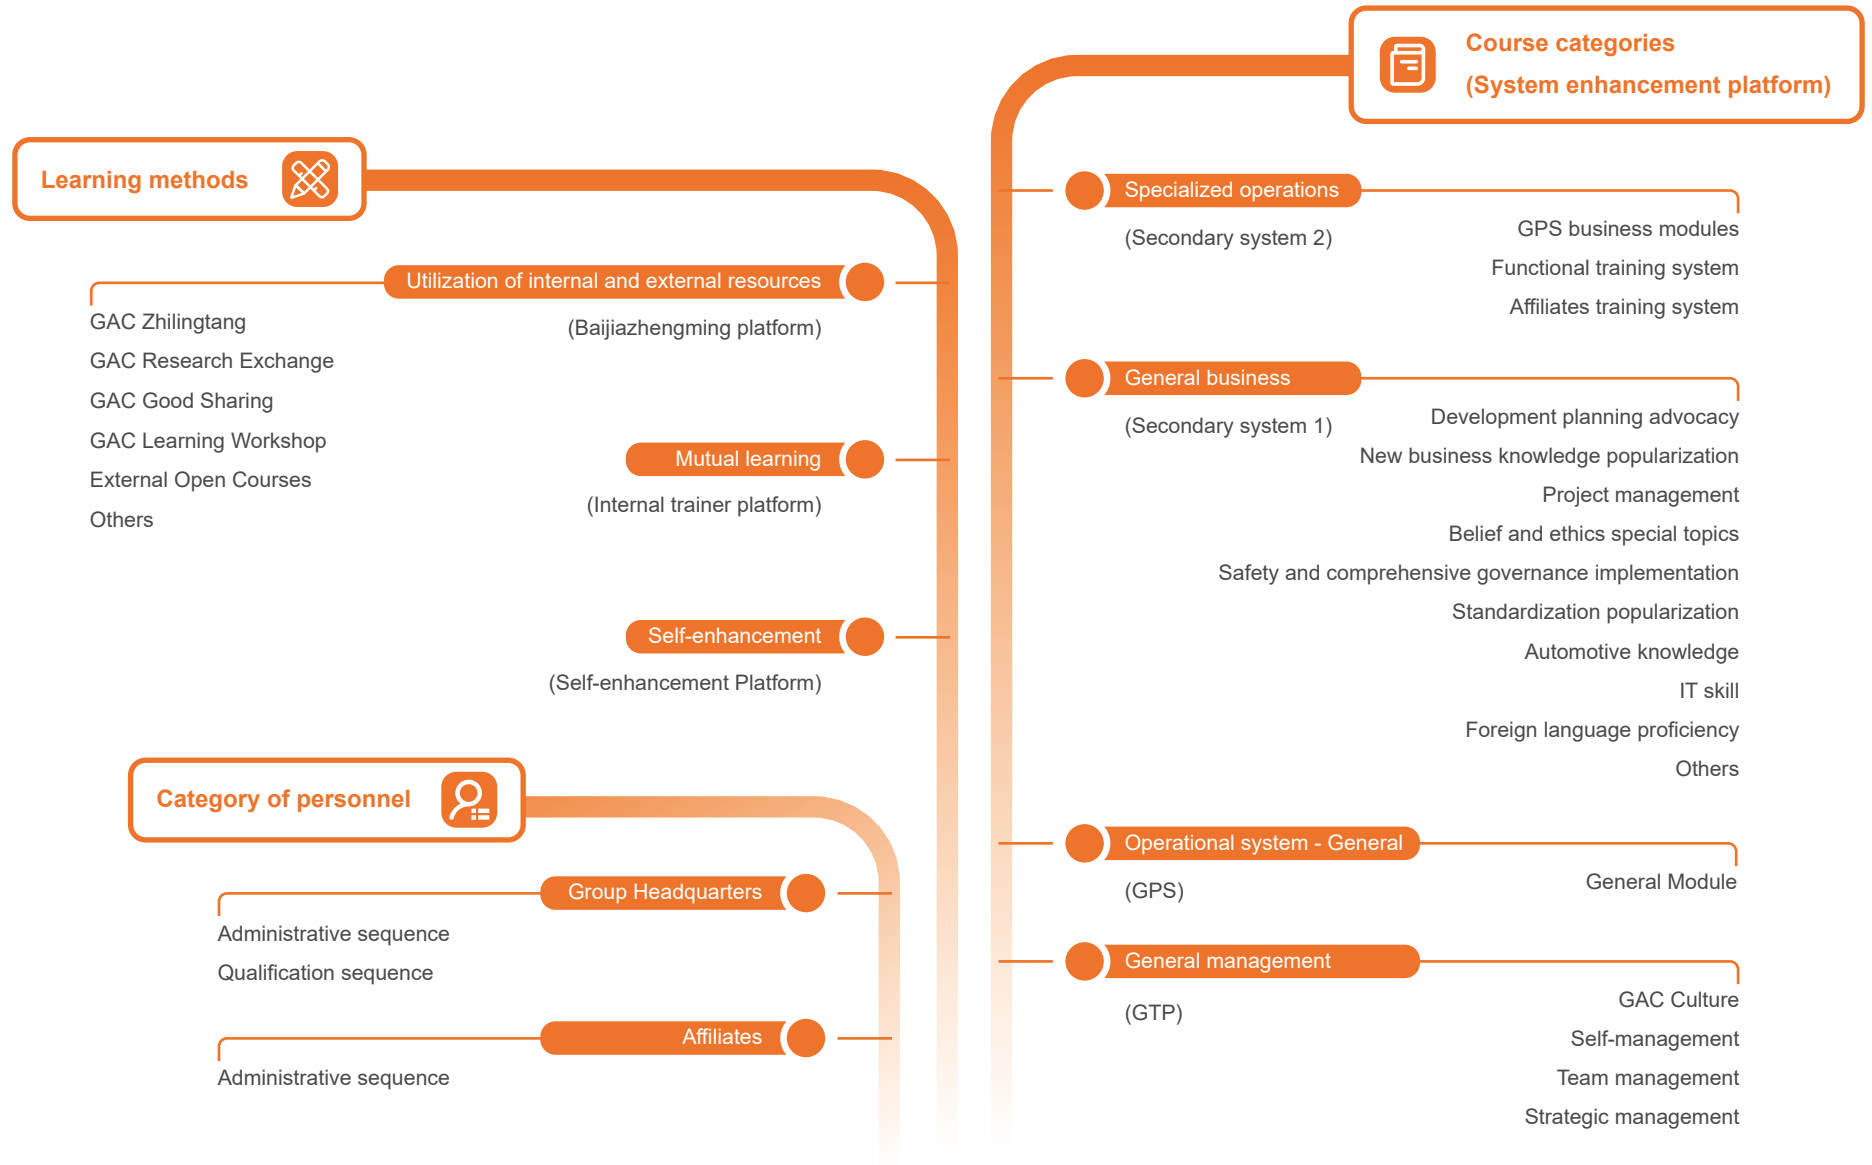 Learning methods
Utilization of internal and external resources
(Baijiazhengming platform)
GAC Zhilingtang
GAC Research Exchange
GAC Good Sharing
GAC Learning Workshop
External Open Courses
Others
Mutual learning
(Internal trainer platform)
Self-enhancement
(Self-enhancement Platform)
Category of personnel
Group Headquarters
Administrative sequence
Qualification sequence
Affiliates
Administrative sequence
Course categories
(System enhancement platform)
Specialized operations
(Secondary system 2)
GPS business modules
Functional training system
Affiliates training system
General business
(Secondary system 1)
Development planning advocacy
New business knowledge popularization
Project management
Belief and ethics special topics
Safety and comprehensive governance implementation
Standardization popularization
Automotive knowledge
IT skill
Foreign language proficiency
Others
Operational system - General
(GPS)
General Module
General management
(GTP)
GAC Culture
Self-management
Team management
Strategic management